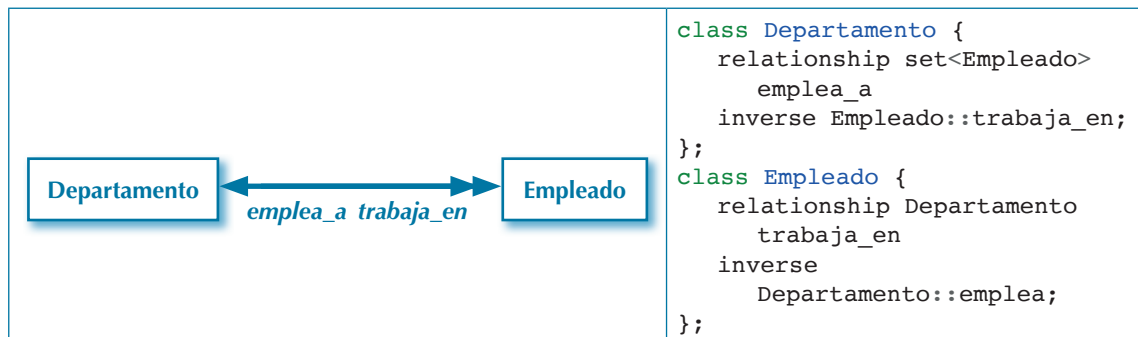 Departamento
emplea_a trabaja_en
Empleado
class Departamento {
relationship set<Empleado>
emplea_a
inverse Empleado::trabaja_en;
};
class Empleado {
relationship Departamento
trabaja_en
inverse
Departamento::emplea;
};